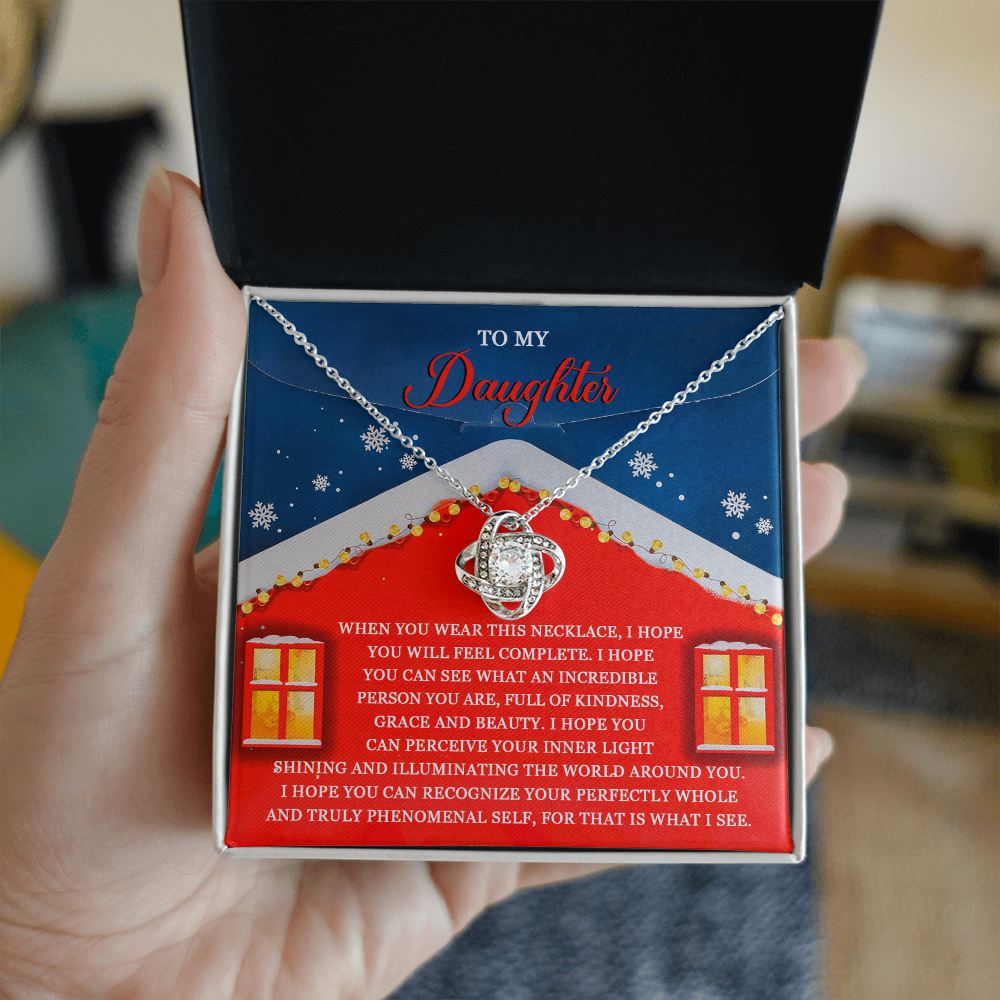 TO MY
Daughter
WHEN YOU WEAR THIS NECKLACE, I HOPE
YOU WILL FEEL COMPLETE. I HOPE
YOU CAN SEE WHAT AN INCREDIBLE
PERSON YOU ARE, FULL OF KINDNESS,
GRACE AND BEAUTY. I HOPE YOU
CAN PERCEIVE YOUR INNER LIGHT
SHINING AND ILLUMINATING THE WORLD AROUND YOU.
I HOPE YOU CAN RECOGNIZE YOUR PERFECTLY WHOLE
AND TRULY PHENOMENAL SELF, FOR THAT IS WHAT I SEE.